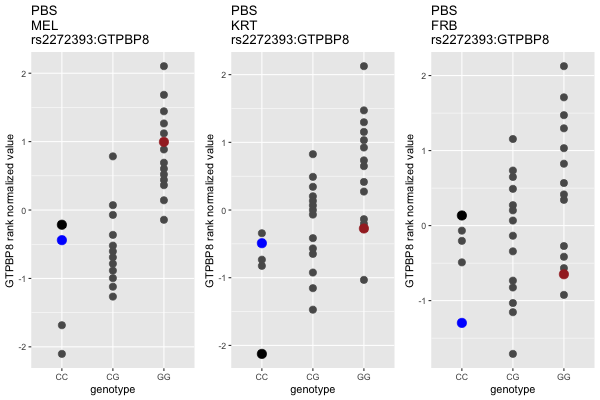 PBS
MEL
rs2272393:GTPBP8
GTPBP8 rank normalized value
2
1
0
-1
-2
CC
CG
GG
genotype
PBS
KRT
rs2272393:GTPBP8
GTPBP8 rank normalized value
2
1
0
-1
-2
CC
CG
GG
genotype
PBS
FRB
rs2272393:GTPBP8
GTPBP8 rank normalized value
2
1
0
-1
CC
CG
GG
genotype